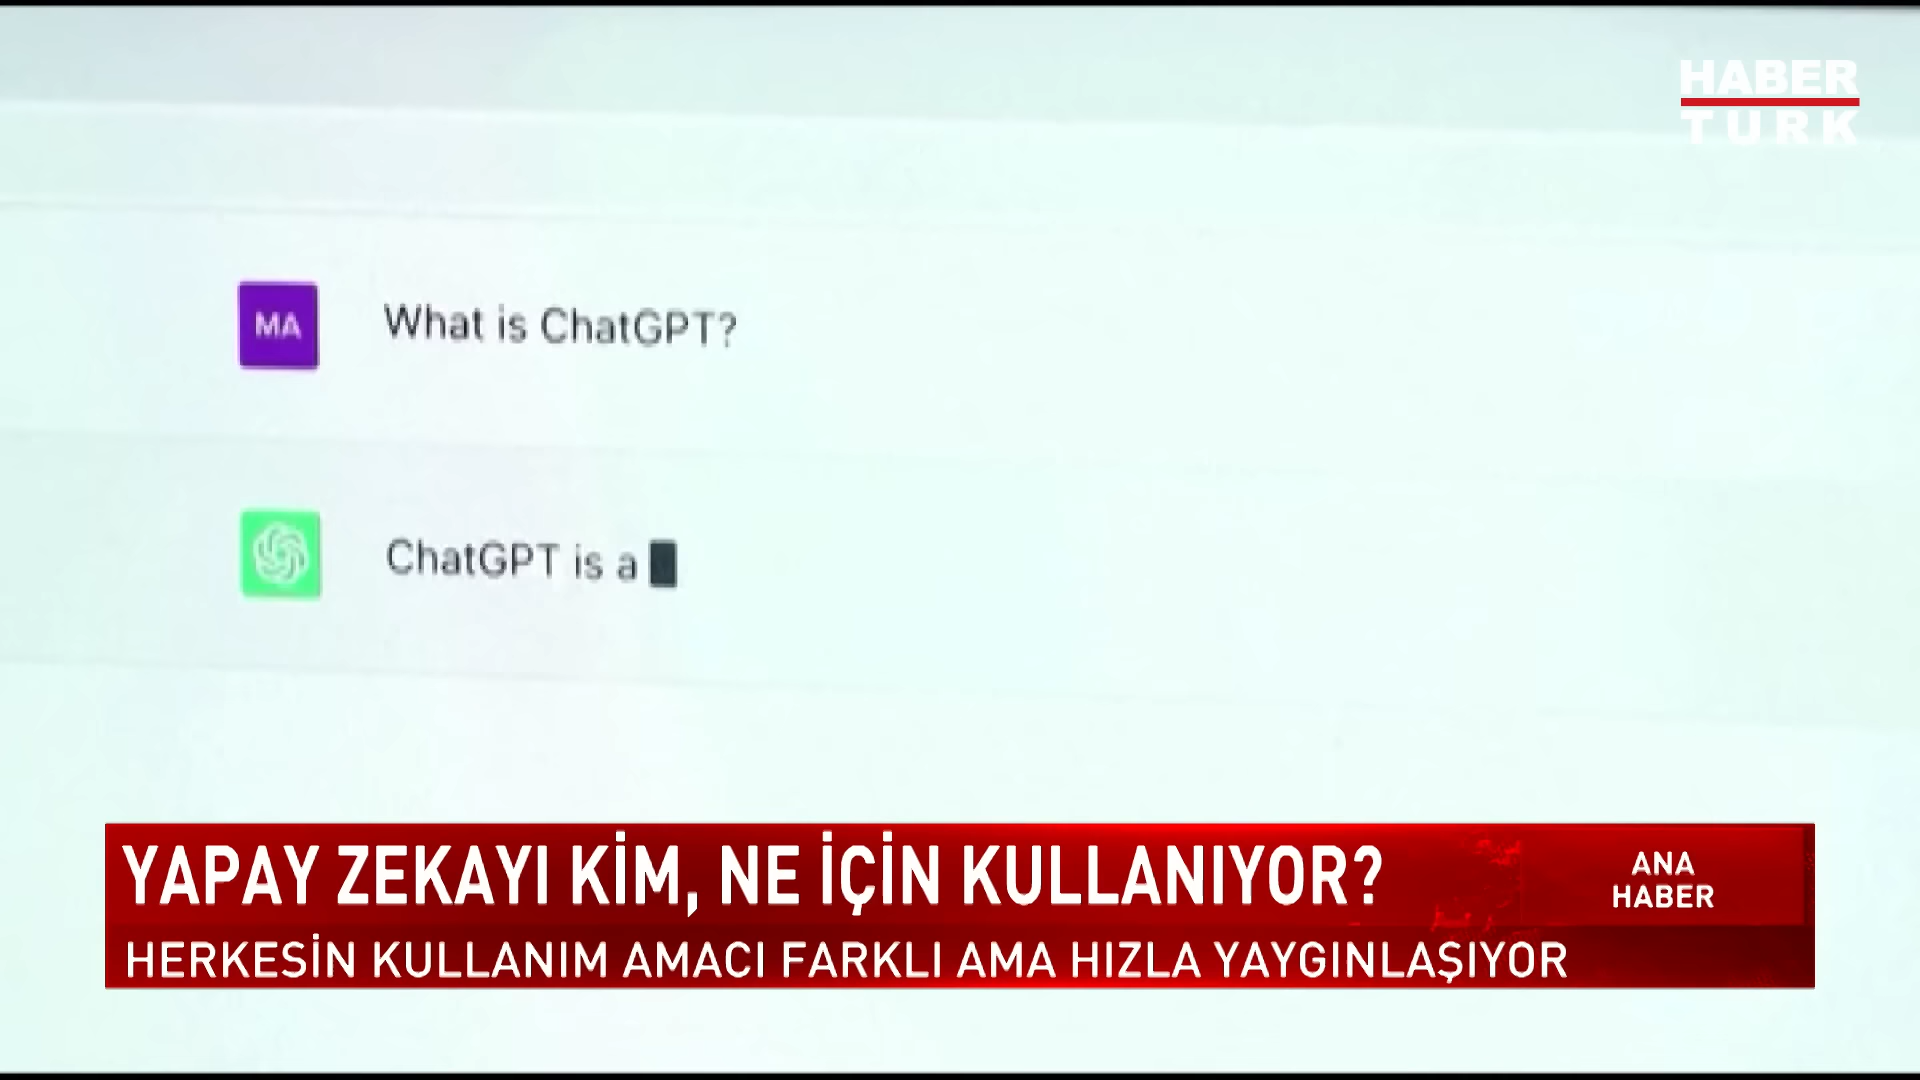 HABER
TURK
MA
What is ChatGPT?
ChatGPT is a
YAPAY ZEKAYI KİM, NE İÇİN KULLANIYOR?
ANA
HABER
HERKESİN KULLANIM AMACI FARKLI AMA HIZLA YAYGINLAŞIYOR